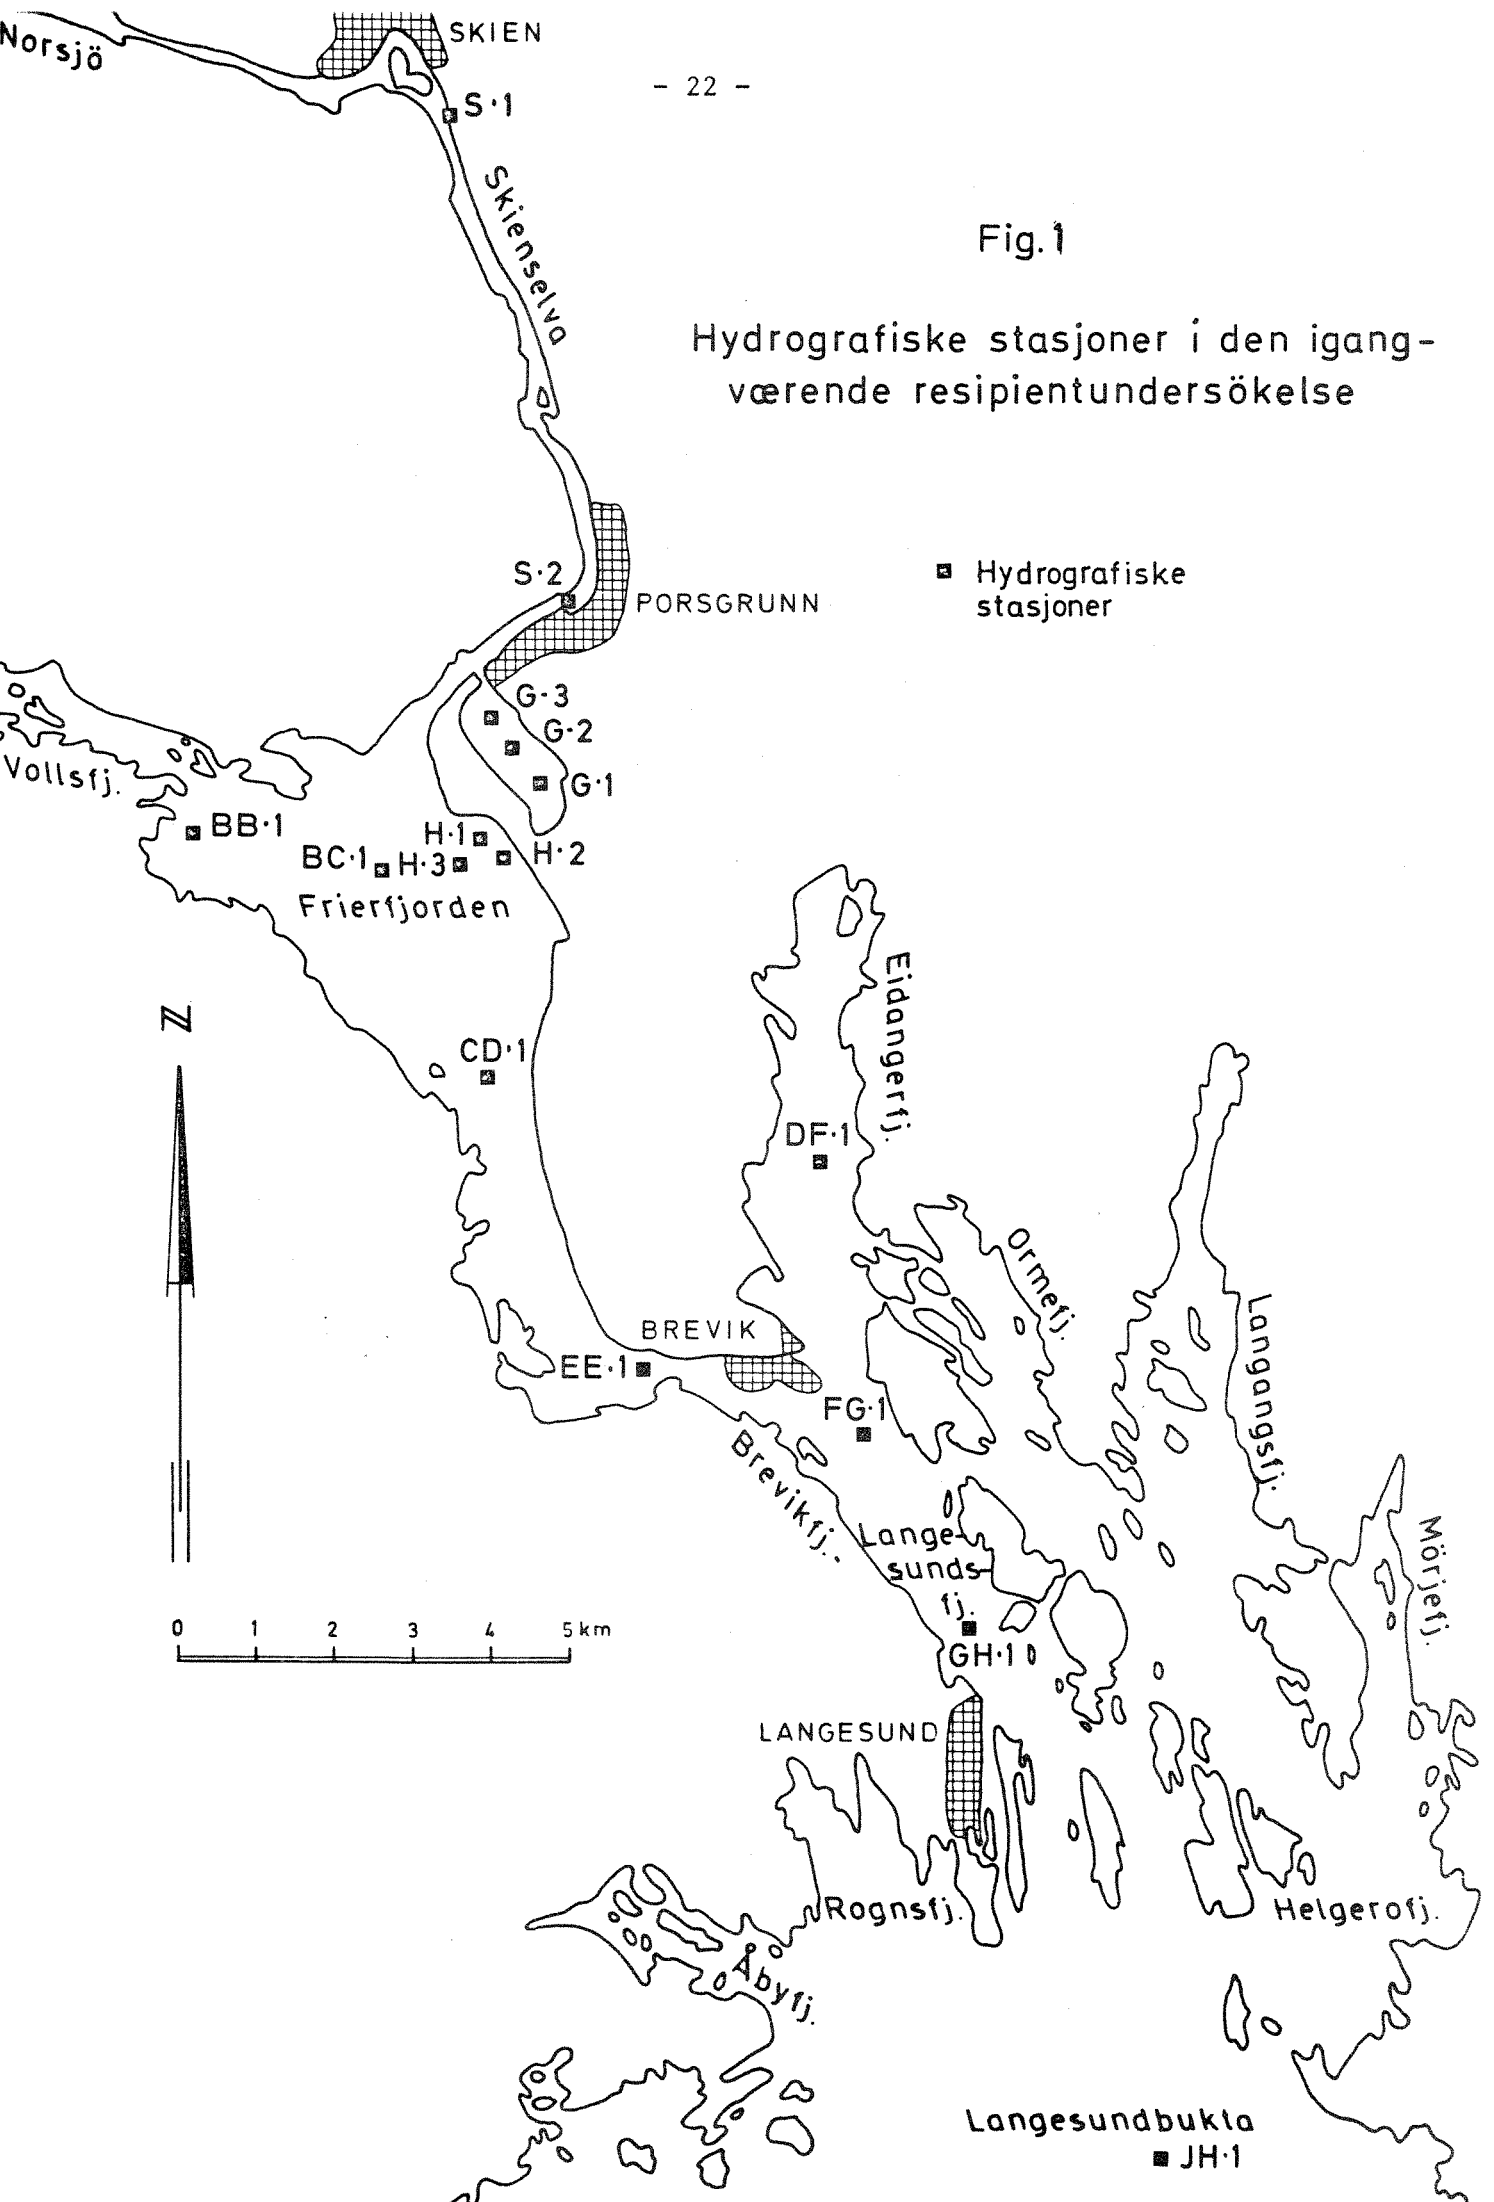 Norsjö
SKIEN
- 22 -
S·1
Skienselva
Fig. 1
Hydrografiske stasjoner i den igang-
værende resipientundersökelse
S·2
PORSGRUNN
Hydrografiske
stasjoner
G·3
G·2
G·1
Vollsfj.
BB·1
H·1
H·2
BC·1
H·3
Frierfjorden
Eidangerfj.
N
CD·1
DF·1
Ormefj.
Langangsfj.
BREVIK
EE·1
FG·1
Brevikfj.
Mörjefj.
Lange-
sunds-
fj.
GH·1
0 1 2 3 4 5 km
LANGESUND
Rognsfj.
Helgerofj.
Åbyfj.
Langesundbukta
JH·1